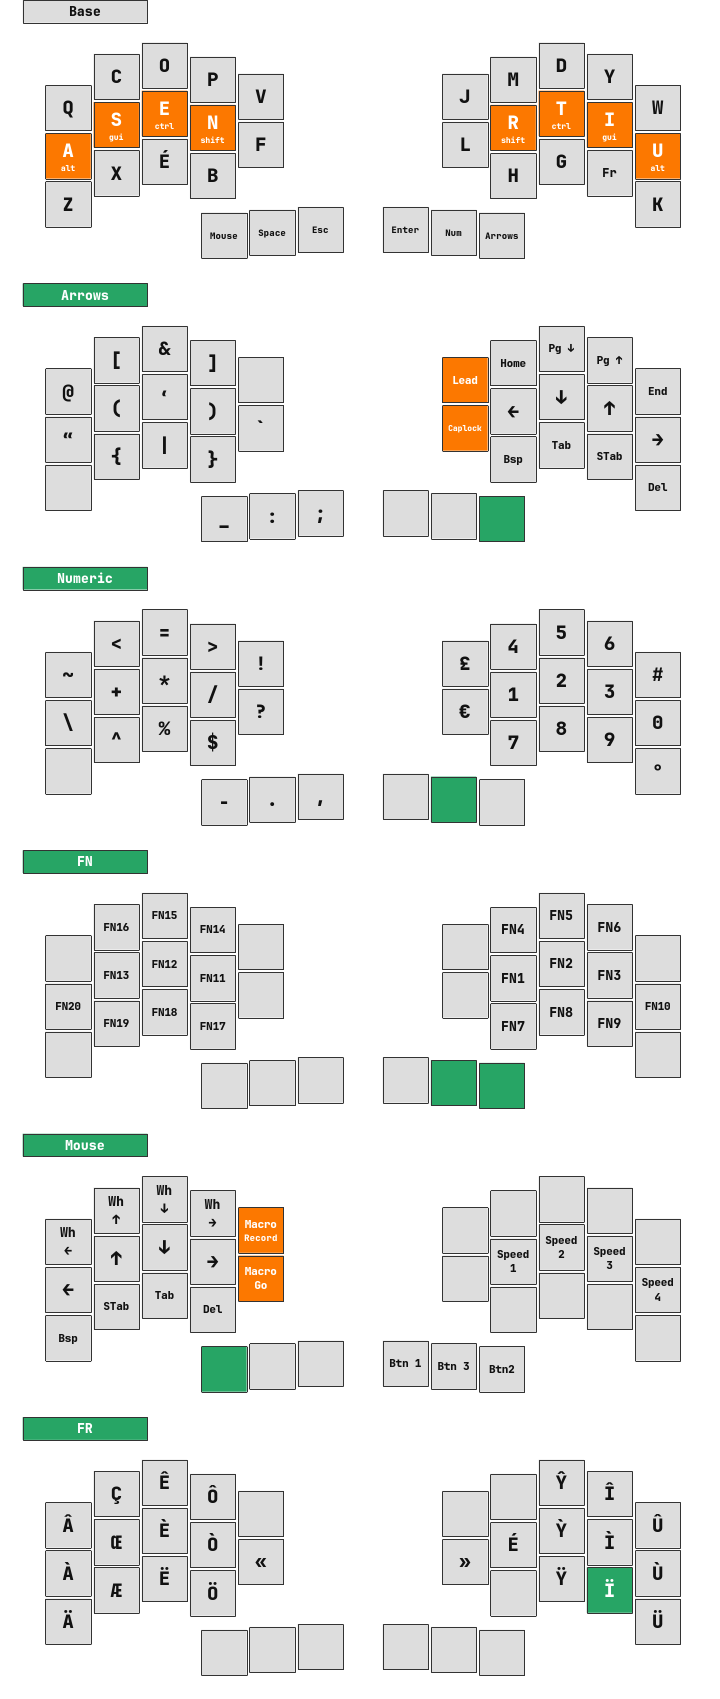 Base
Q C O P V J M D Y W
A alt S gui E ctrl N shift F L R shift T ctrl I gui U alt
Z X É B H G Fr K
Mouse Space Esc Enter Num Arrows
Arrows
@ [ & ] Lead Home Pg ↓ Pg ↑ End
“ ( ‘ ) ` Caplock ← ↓ ↑ →
{ | } Bsp Tab STab Del
_ : ;
Numeric
~ < = > ! £ 4 5 6 #
\ + * / ? € 1 2 3 0
^ % $ 7 8 9 °
- . ,
FN
FN16 FN15 FN14 FN4 FN5 FN6
FN20 FN13 FN12 FN11 FN1 FN2 FN3 FN10
FN19 FN18 FN17 FN7 FN8 FN9
Mouse
Wh ← Wh ↑ Wh ↓ Wh → Macro Record
← ↑ ↓ → Macro Go Speed 1 Speed 2 Speed 3 Speed 4
Bsp STab Tab Del
Btn 1 Btn 3 Btn2
FR
Â Ç Ê Ô Ŷ Î Û
À Œ È Ò « » É Ỳ Ì Ù
Ä Æ Ë Ö Ÿ Ï Ü